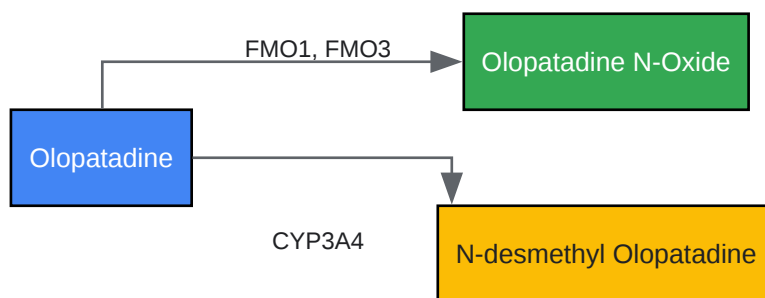 FMO1, FMO3
Olopatadine N-Oxide
Olopatadine
CYP3A4
N-desmethyl Olopatadine